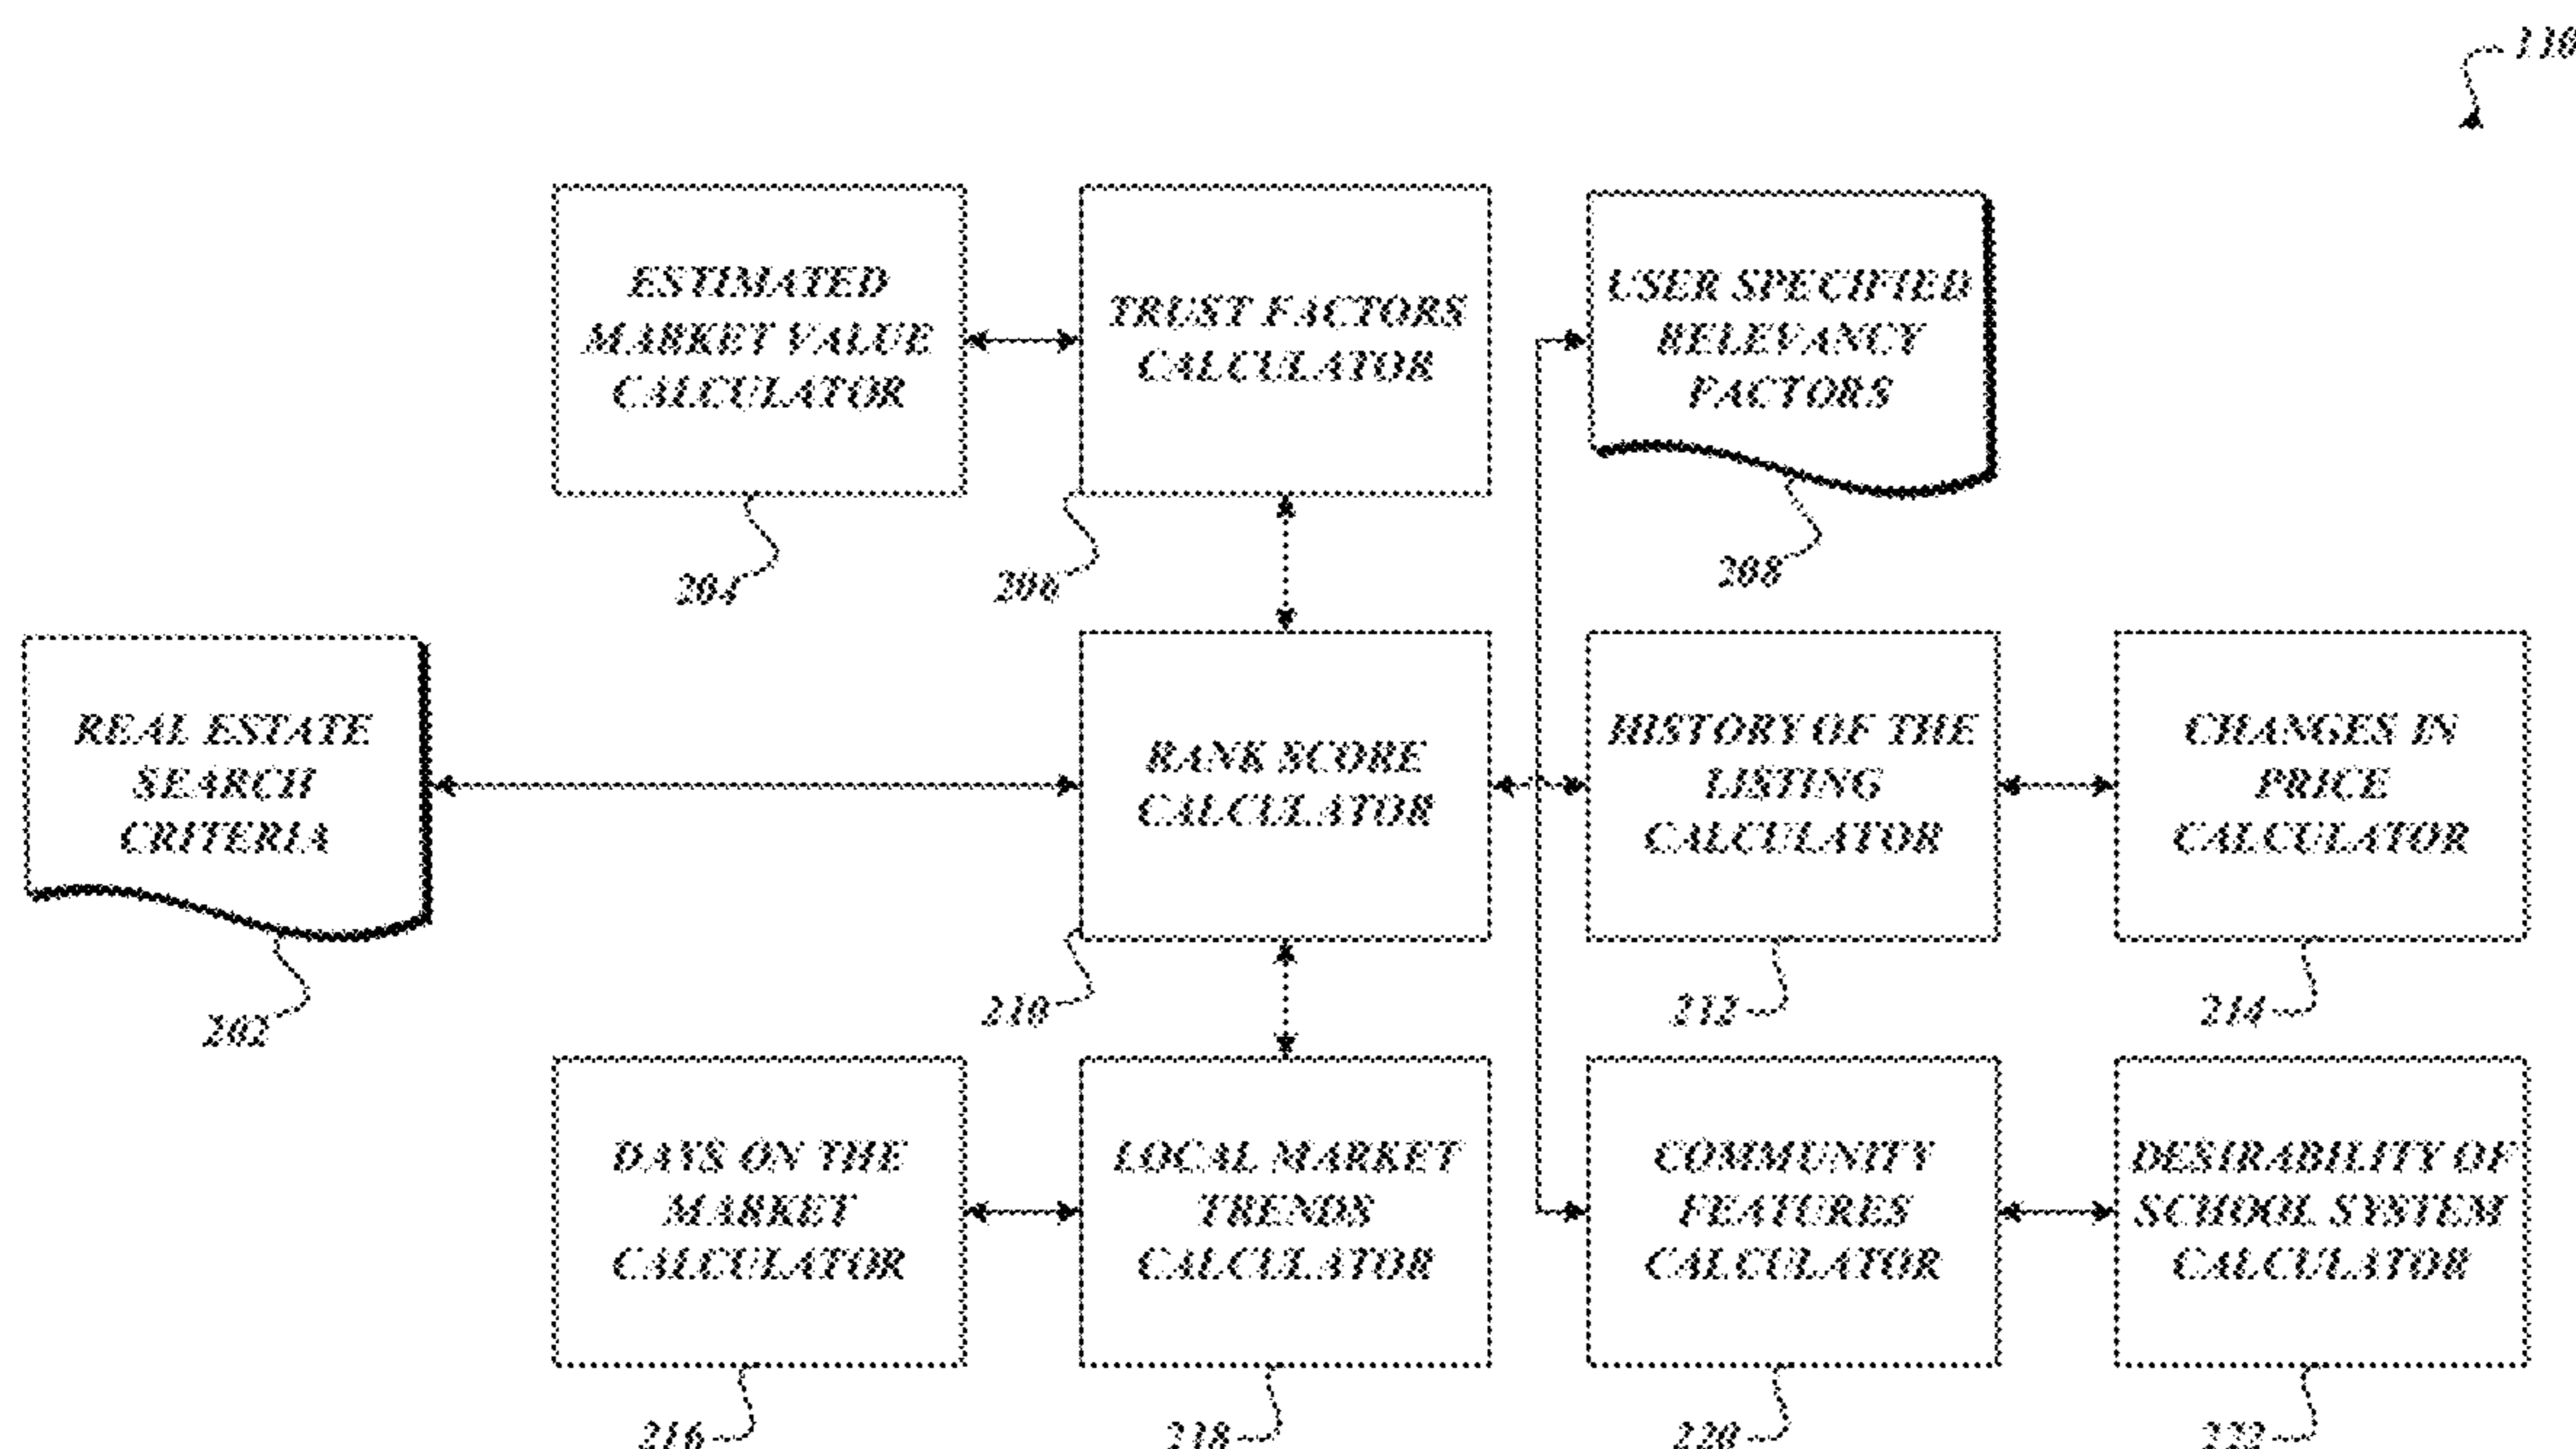 110
ESTIMATED
MARKET VALUE
CALCULATOR
TRUST FACTORS
CALCULATOR
USER SPECIFIED
RELEVANCY
FACTORS
204
206
208
REAL ESTATE
SEARCH
CRITERIA
RANK SCORE
CALCULATOR
HISTORY OF THE
LISTING
CALCULATOR
CHANGES IN
PRICE
CALCULATOR
202
210
212
214
DAYS ON THE
MARKET
CALCULATOR
LOCAL MARKET
TRENDS
CALCULATOR
COMMUNITY
FEATURES
CALCULATOR
DESIRABILITY OF
SCHOOL SYSTEM
CALCULATOR
216
218
220
222